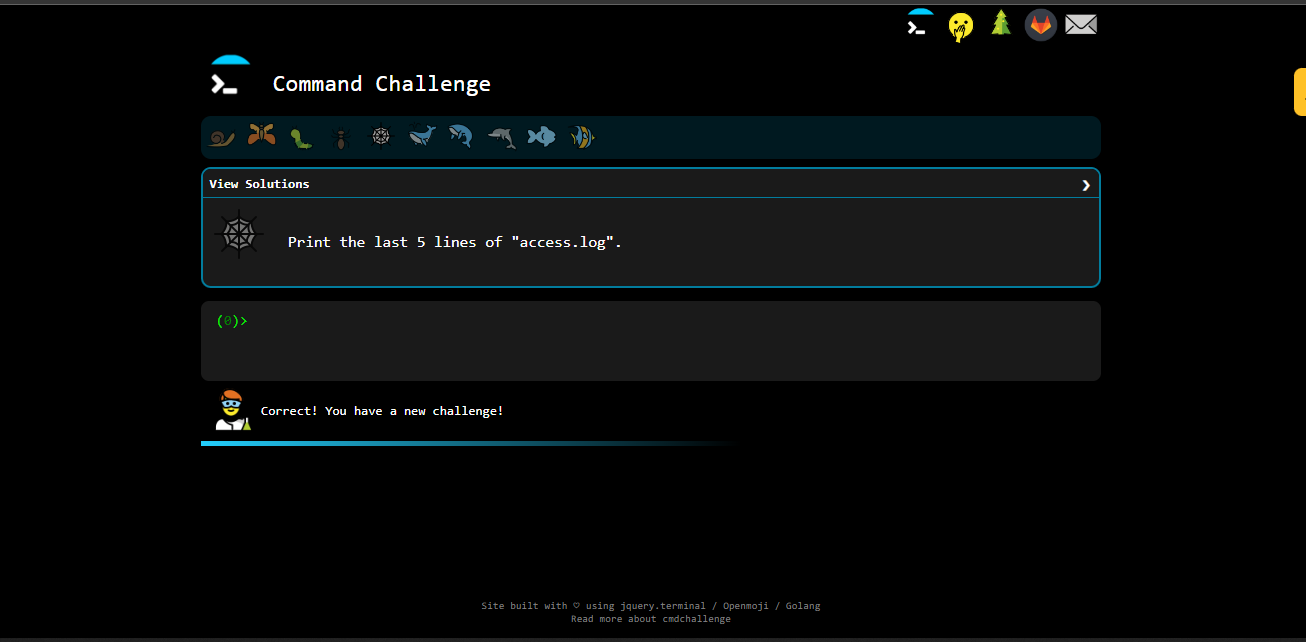 Command Challenge
View Solutions
Print the last 5 lines of "access.log".
(0)>
Correct! You have a new challenge!
Site built with ♡ using jquery.terminal / Openmoji / Golang
Read more about cmdchallenge